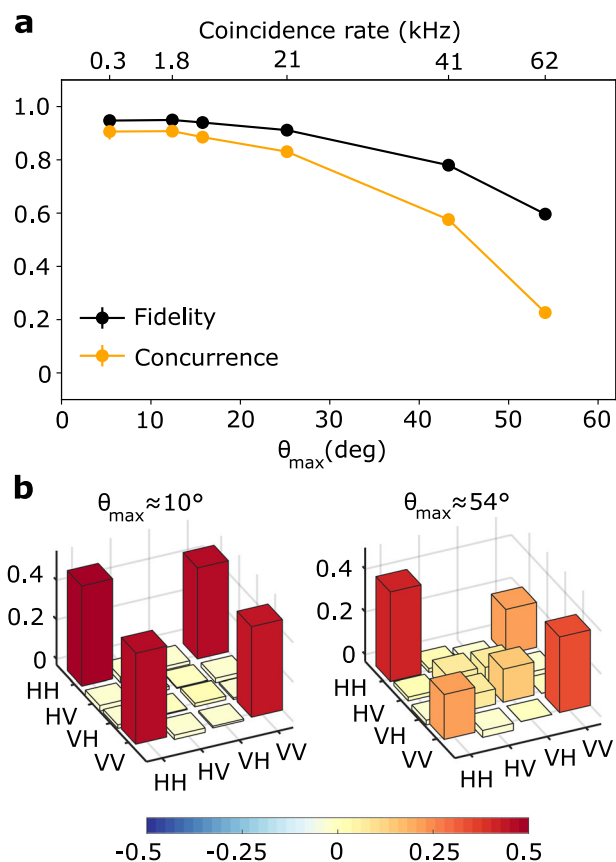 a
Coincidence rate (kHz)
0.3 1.8 21 41 62
1.0
0.8
0.6
0.4
0.2
0
Fidelity
Concurrence
0 10 20 30 40 50 60
θmax(deg)
b
θmax≈10°
θmax≈54°
0.4
0.2
0
HH
HV
VH
VV
HH
HV
VH
VV
0.4
0.2
0
HH
HV
VH
VV
HH
HV
VH
VV
-0.5 -0.25 0 0.25 0.5